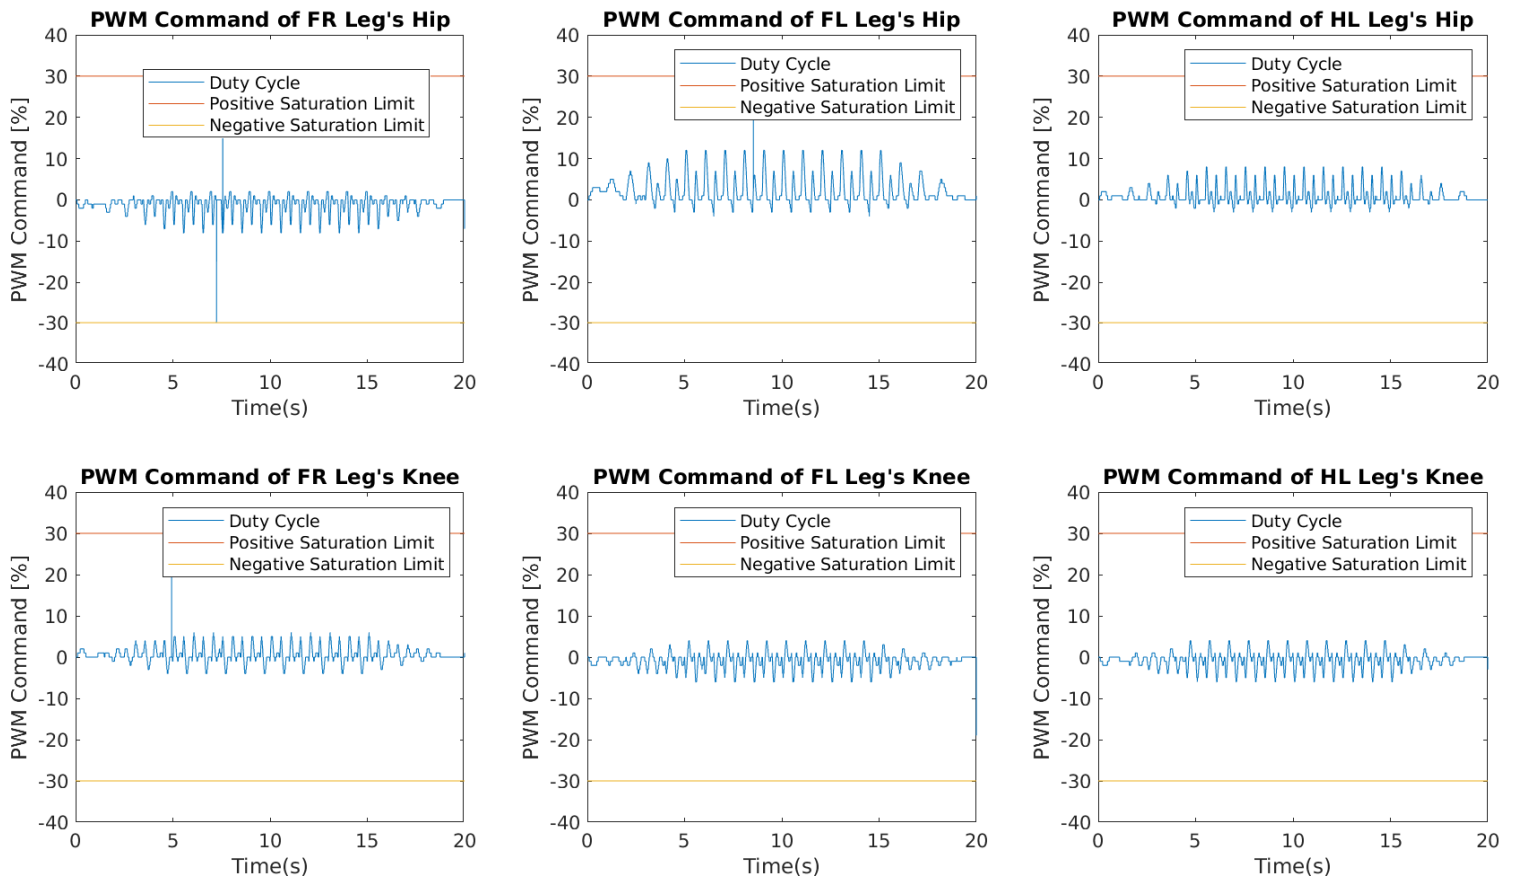 PWM Command of FR Leg's Hip
PWM Command [%]
40
30
20
10
0
-10
-20
-30
-40
Duty Cycle
Positive Saturation Limit
Negative Saturation Limit
0 5 10 15 20
Time(s)
PWM Command of FL Leg's Hip
PWM Command [%]
40
30
20
10
0
-10
-20
-30
-40
Duty Cycle
Positive Saturation Limit
Negative Saturation Limit
0 5 10 15 20
Time(s)
PWM Command of HL Leg's Hip
PWM Command [%]
40
30
20
10
0
-10
-20
-30
-40
Duty Cycle
Positive Saturation Limit
Negative Saturation Limit
0 5 10 15 20
Time(s)
PWM Command of FR Leg's Knee
PWM Command [%]
40
30
20
10
0
-10
-20
-30
-40
Duty Cycle
Positive Saturation Limit
Negative Saturation Limit
0 5 10 15 20
Time(s)
PWM Command of FL Leg's Knee
PWM Command [%]
40
30
20
10
0
-10
-20
-30
-40
Duty Cycle
Positive Saturation Limit
Negative Saturation Limit
0 5 10 15 20
Time(s)
PWM Command of HL Leg's Knee
PWM Command [%]
40
30
20
10
0
-10
-20
-30
-40
Duty Cycle
Positive Saturation Limit
Negative Saturation Limit
0 5 10 15 20
Time(s)